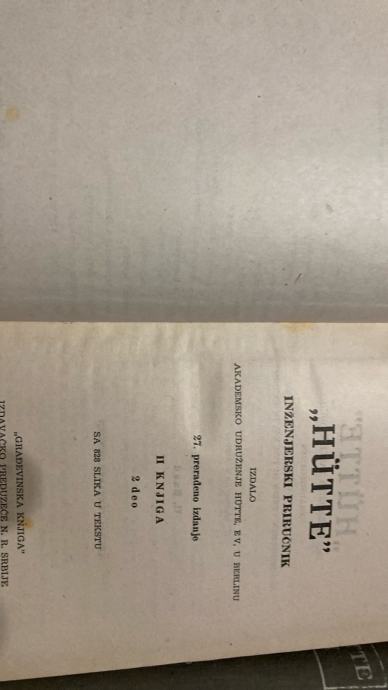 „HÜTTE”
INŽENJERSKI PRIRUČNIK
IZDALO
AKADEMSKO UDRUŽENJE HÜTTE, E V. U BERLINU
27. prerađeno izdanje
II KNJIGA
2 deo
SA 828 SLIKA U TEKSTU
„GRAĐEVINSKA KNJIGA”
IZDAVAČKO PREDUZEĆE N. R. SRBIJE
TTE